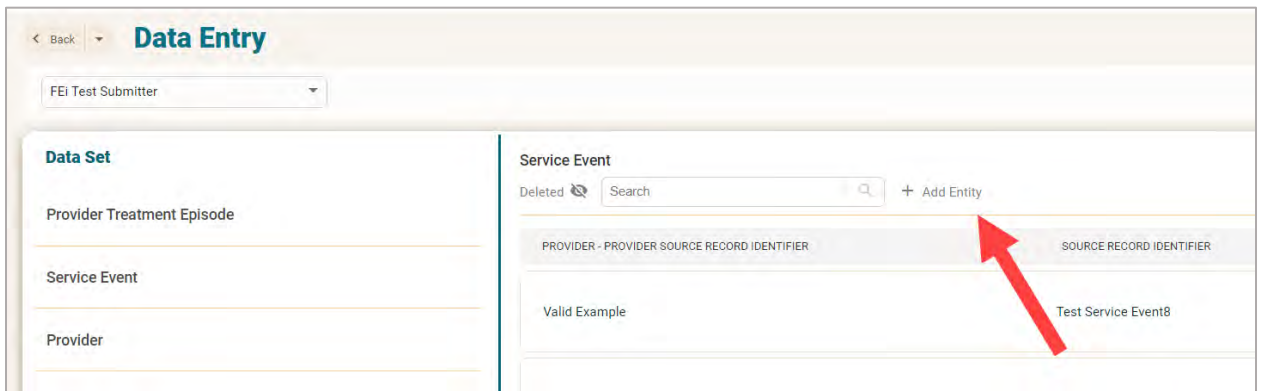 Back
Data Entry
FEi Test Submitter
Data Set
Provider Treatment Episode
Service Event
Provider
Service Event
Deleted Search + Add Entity
PROVIDER - PROVIDER SOURCE RECORD IDENTIFIER SOURCE RECORD IDENTIFIER
Valid Example Test Service Event8